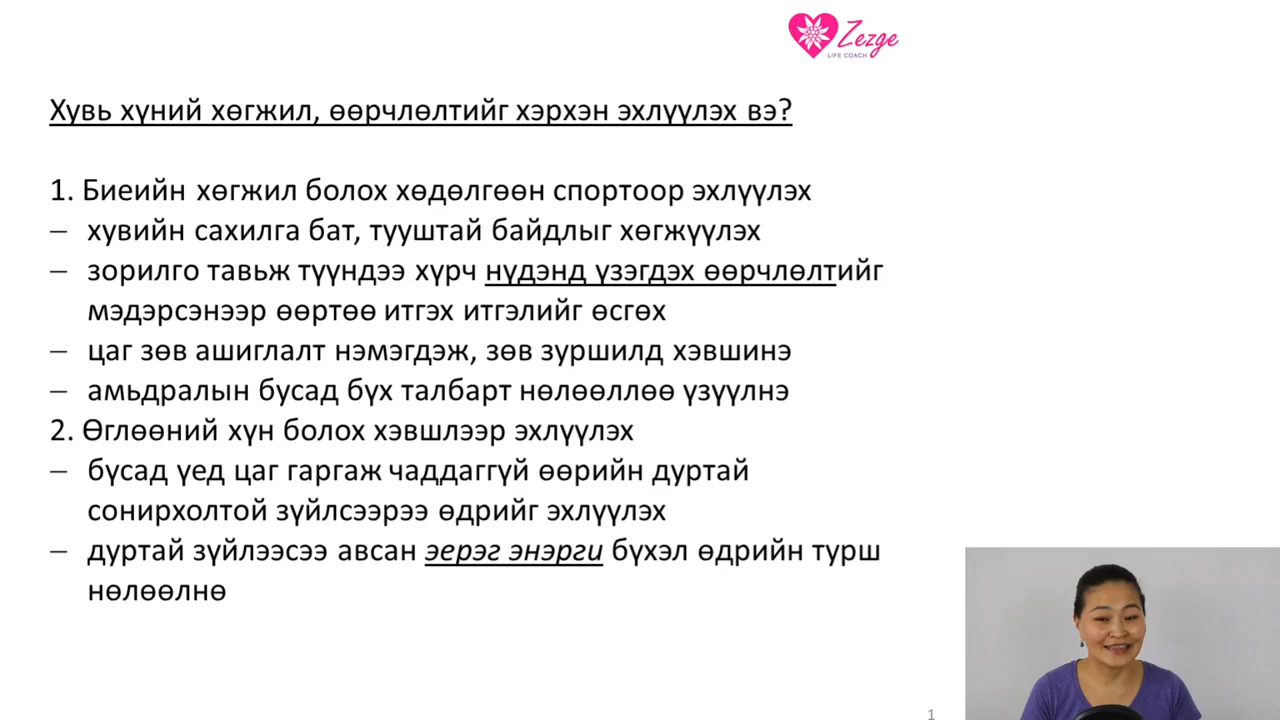 Zezge
LIFE COACH
Хувь хүний хөгжил, өөрчлөлтийг хэрхэн эхлүүлэх вэ?
1. Биеийн хөгжил болох хөдөлгөөн спортоор эхлүүлэх
– хувийн сахилга бат, тууштай байдлыг хөгжүүлэх
– зорилго тавьж түүндээ хүрч нүдэнд үзэгдэх өөрчлөлтийг
мэдэрсэнээр өөртөө итгэх итгэлийг өсгөх
– цаг зөв ашиглалт нэмэгдэж, зөв зуршилд хэвшинэ
– амьдралын бусад бүх талбарт нөлөөллөө үзүүлнэ
2. Өглөөний хүн болох хэвшлээр эхлүүлэх
– бусад үед цаг гаргаж чаддаггүй өөрийн дуртай
сонирхолтой зүйлсээрээ өдрийг эхлүүлэх
– дуртай зүйлээсээ авсан эерэг энэрги бүхэл өдрийн турш
нөлөөлнө
1